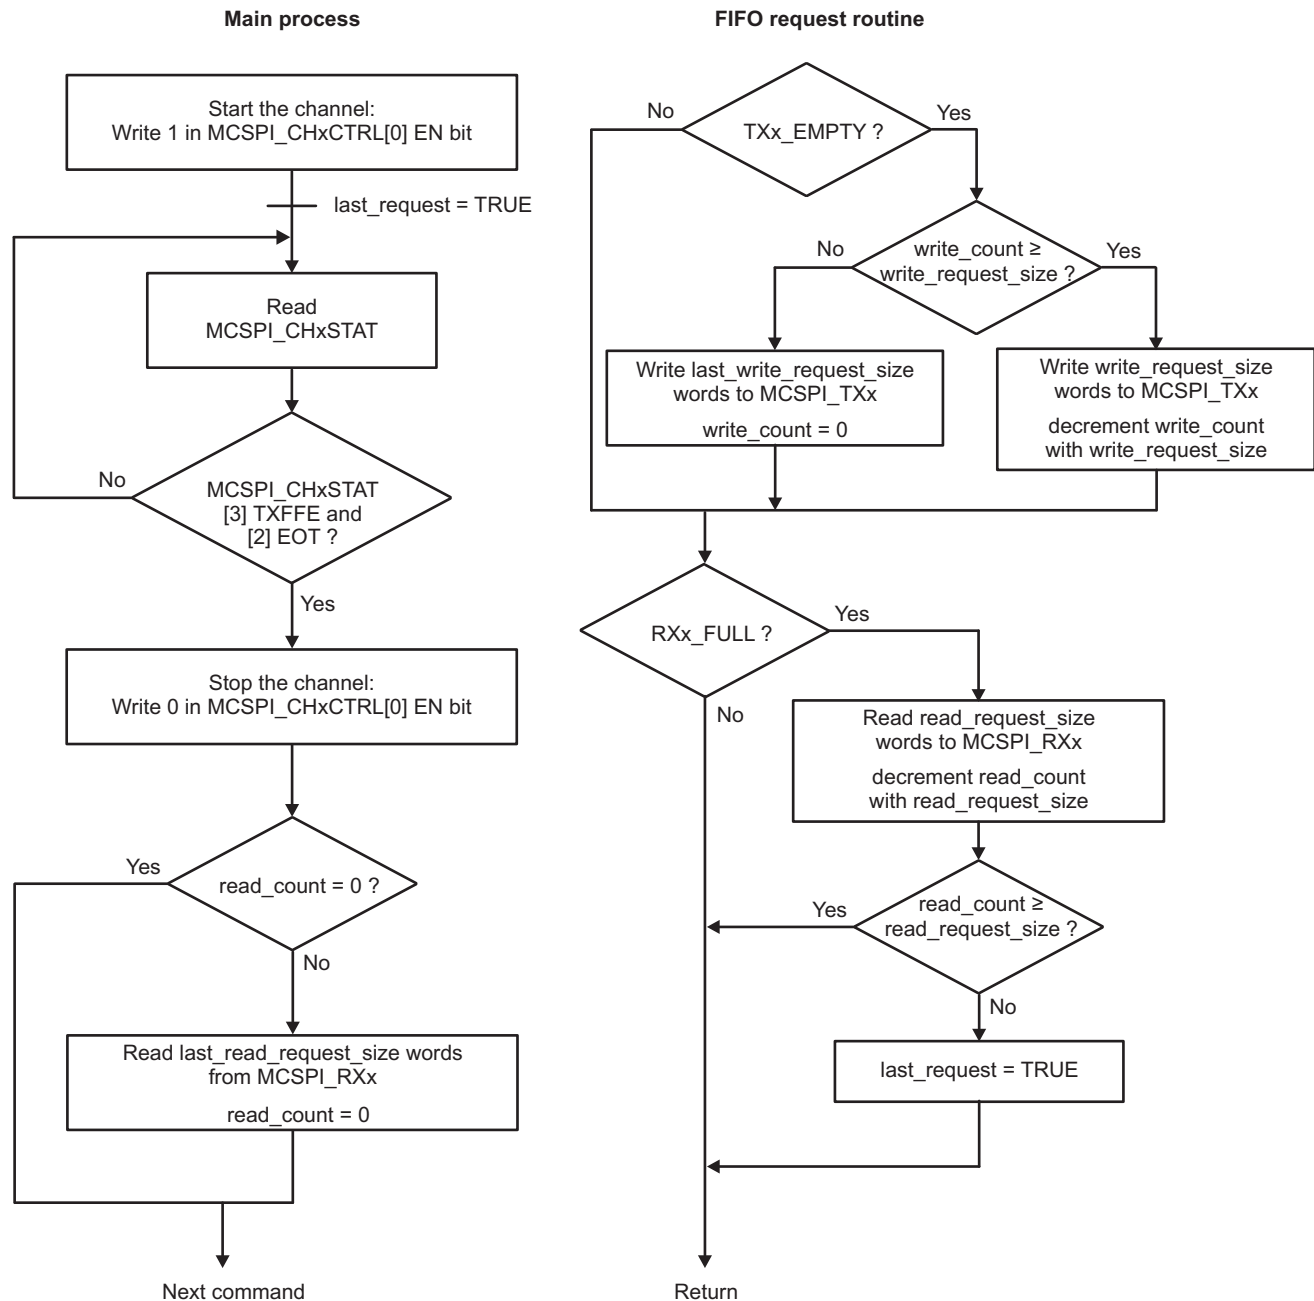 Main process
Start the channel:
Write 1 in MCSPI_CHxCTRL[0] EN bit
last_request = TRUE
Read
MCSPI_CHxSTAT
No
MCSPI_CHxSTAT
[3] TXFFE and
[2] EOT ?
Yes
Stop the channel:
Write 0 in MCSPI_CHxCTRL[0] EN bit
Yes
read_count = 0 ?
No
Read last_read_request_size words
from MCSPI_RXx
read_count = 0
Next command
FIFO request routine
No
TXx_EMPTY ?
Yes
No
write_count ≥
write_request_size ?
Yes
Write last_write_request_size
words to MCSPI_TXx
write_count = 0
Write write_request_size
words to MCSPI_TXx
decrement write_count
with write_request_size
RXx_FULL ?
Yes
No
Read read_request_size
words to MCSPI_RXx
decrement read_count
with read_request_size
Yes
read_count ≥
read_request_size ?
No
last_request = TRUE
Return